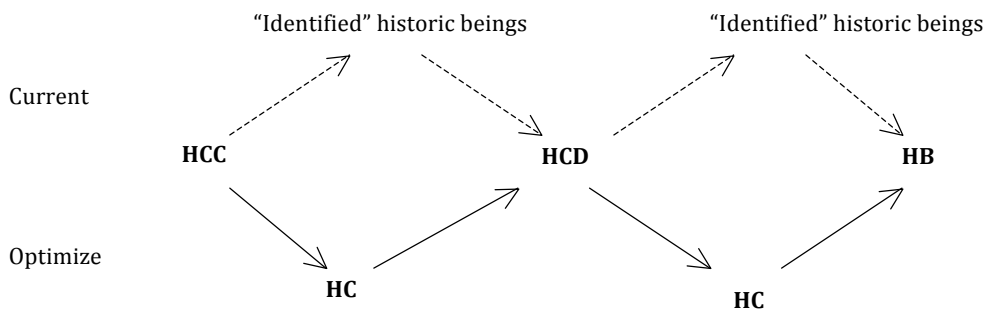 “Identified” historic beings “Identified” historic beings
Current
HCC HCD HB
Optimize
HC HC